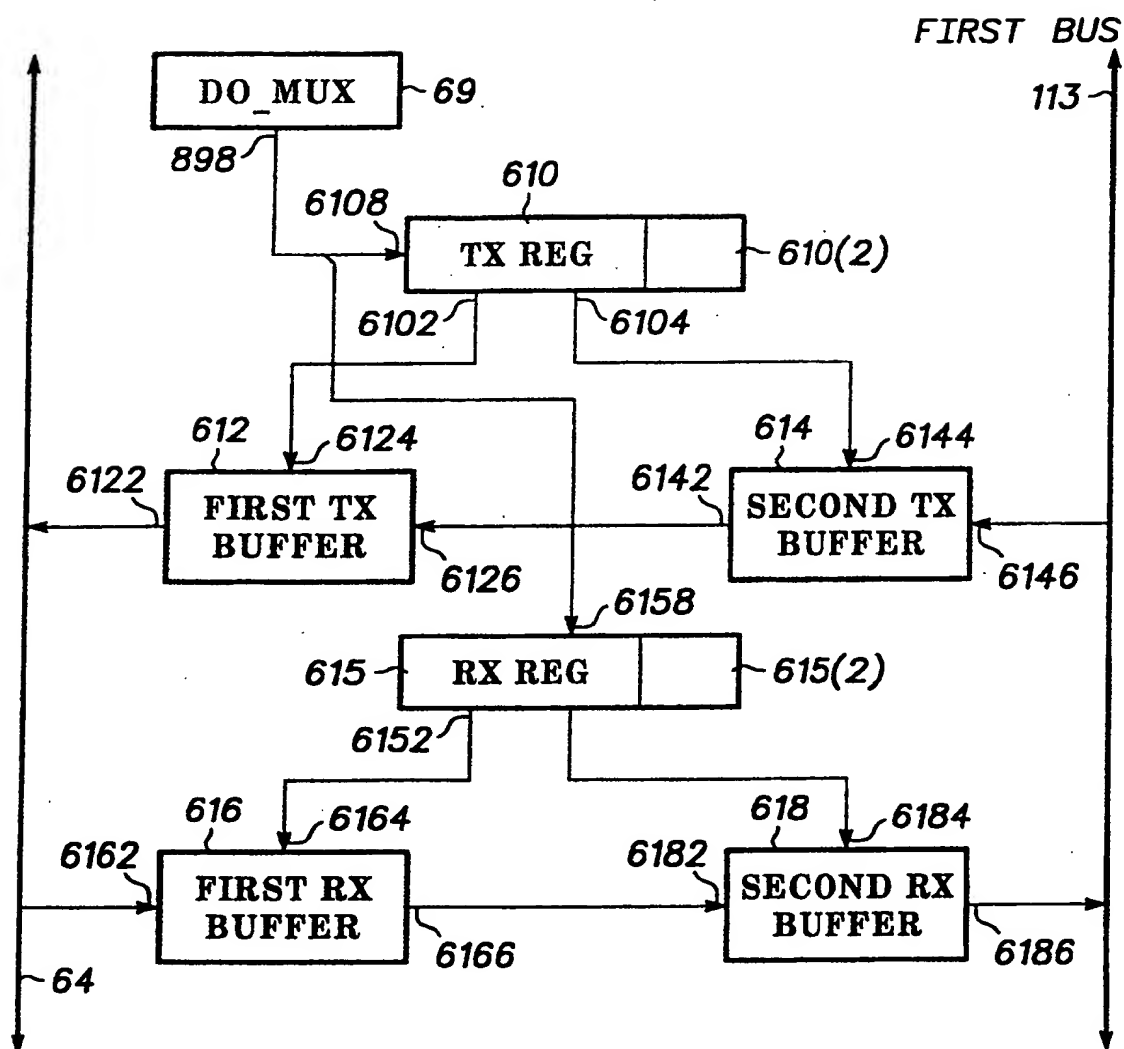 FIRST BUS
DO_MUX
69
113
898
610
6108
TX REG
610(2)
6102
6104
612
6124
614
6144
6122
6142
FIRST TX
BUFFER
SECOND TX
BUFFER
6126
6146
6158
615
RX REG
615(2)
6152
616
6164
618
6184
6162
6182
FIRST RX
BUFFER
SECOND RX
BUFFER
6166
6186
64